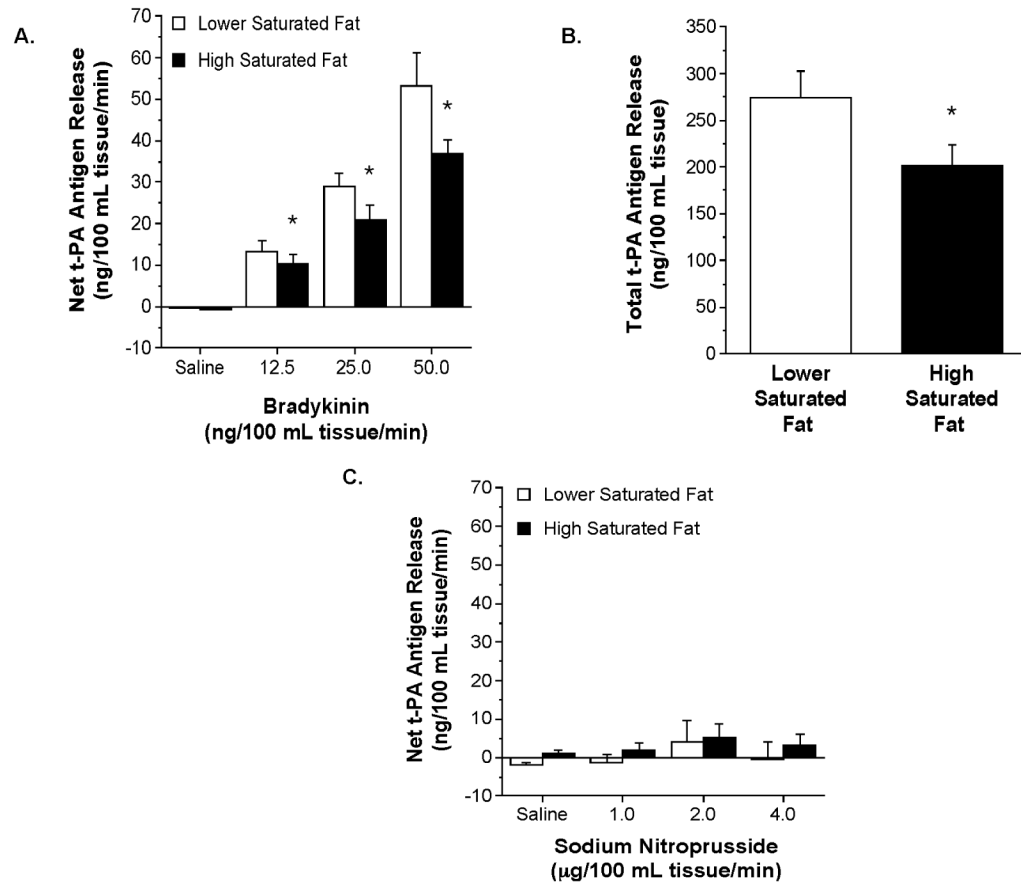 A.
Lower Saturated Fat
High Saturated Fat
Net t-PA Antigen Release
(ng/100 mL tissue/min)
70
60
50
40
30
20
10
0
-10
*
*
*
Saline
12.5
25.0
50.0
Bradykinin
(ng/100 mL tissue/min)
B.
Total t-PA Antigen Release
(ng/100 mL tissue)
350
300
250
200
150
100
50
0
*
Lower
Saturated
Fat
High
Saturated
Fat
C.
Lower Saturated Fat
High Saturated Fat
Net t-PA Antigen Release
(ng/100 mL tissue/min)
70
60
50
40
30
20
10
0
-10
Saline
1.0
2.0
4.0
Sodium Nitroprusside
(µg/100 mL tissue/min)